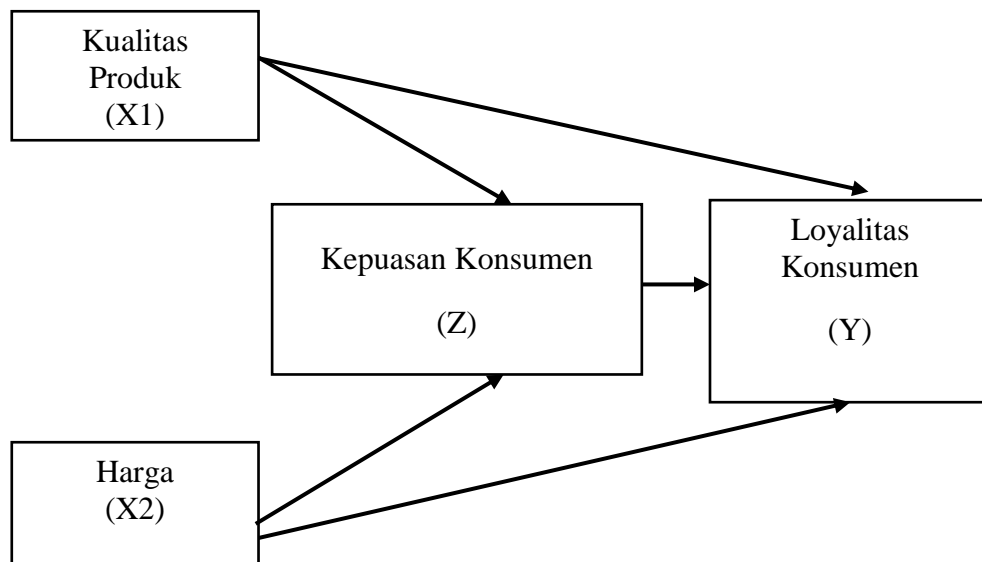 Kualitas
Produk
(X1)
Kepuasan Konsumen
(Z)
Loyalitas
Konsumen
(Y)
Harga
(X2)